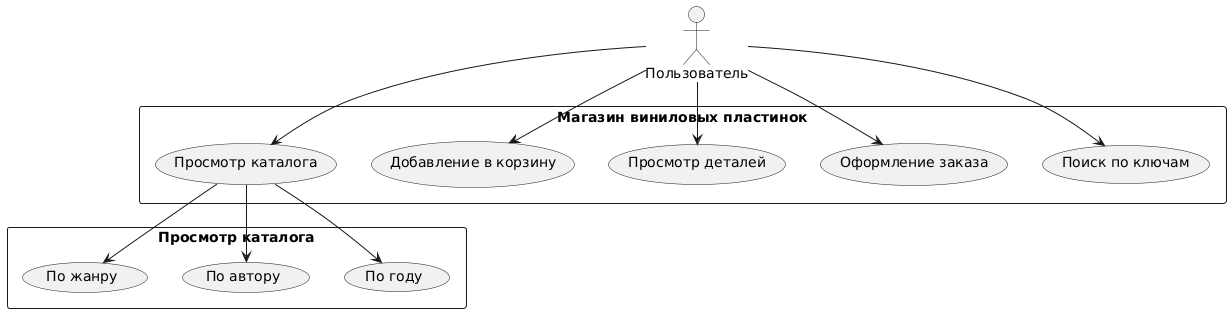 Пользователь
Магазин виниловых пластинок
Просмотр каталога
Добавление в корзину
Просмотр деталей
Оформление заказа
Поиск по ключам
Просмотр каталога
По жанру
По автору
По году